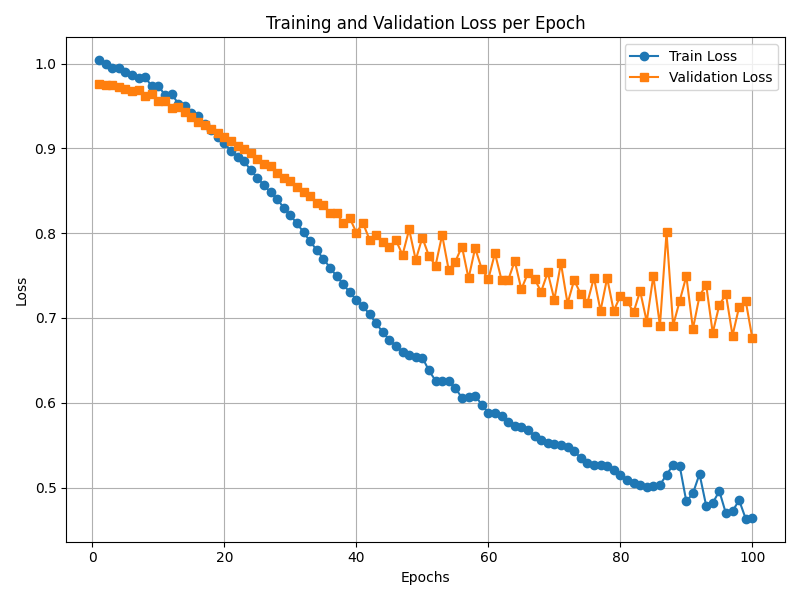 Training and Validation Loss per Epoch
Train Loss
Validation Loss
1.0
0.9
0.8
0.7
0.6
0.5
Loss
0 20 40 60 80 100
Epochs